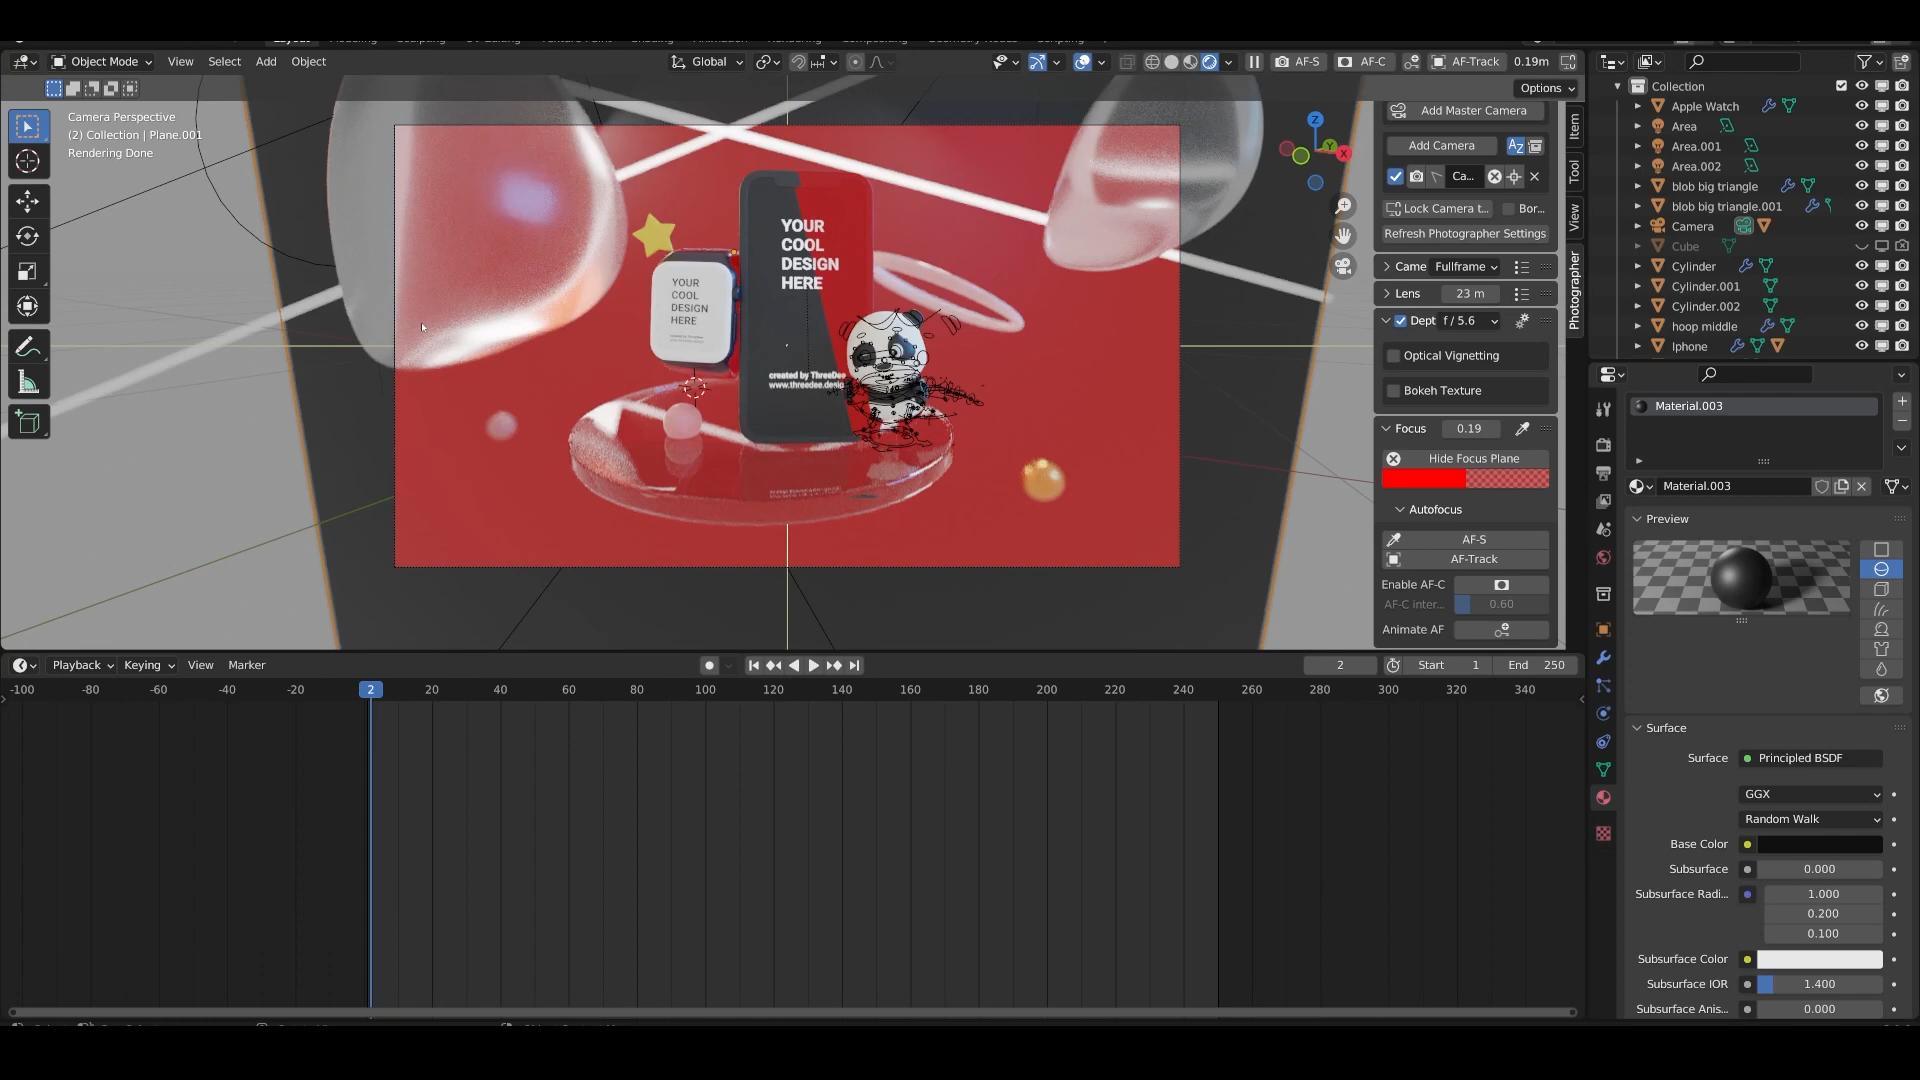 Object Mode
View
Select
Add
Object
Global
AF-S
AF-C
AF-Track
0.19m
Options
Camera Perspective
(2) Collection | Plane.001
Rendering Done
YOUR
COOL
DESIGN
HERE
YOUR
COOL
DESIGN
HERE
created by ThreeDee
www.threedee.desig
Z
Y
X
Add Master Camera
Add Camera
Ca...
Lock Camera t...
Bor...
Refresh Photographer Settings
Came
Fullframe
Lens
23 m
Dept
f / 5.6
Optical Vignetting
Bokeh Texture
Focus
0.19
Hide Focus Plane
Autofocus
AF-S
AF-Track
Enable AF-C
AF-C inter...
0.60
Animate AF
Item
Tool
View
Photographer
Collection
Apple Watch
Area
Area.001
Area.002
blob big triangle
blob big triangle.001
Camera
Cube
Cylinder
Cylinder.001
Cylinder.002
hoop middle
Iphone
Material.003
Material.003
Preview
Surface
Surface
Principled BSDF
GGX
Random Walk
Base Color
Subsurface
0.000
Subsurface Radi...
1.000
0.200
0.100
Subsurface Color
Subsurface IOR
1.400
Subsurface Anis...
0.000
Playback
Keying
View
Marker
2
Start
1
End
250
-100
-80
-60
-40
-20
2
20
40
60
80
100
120
140
160
180
200
220
240
260
280
300
320
340